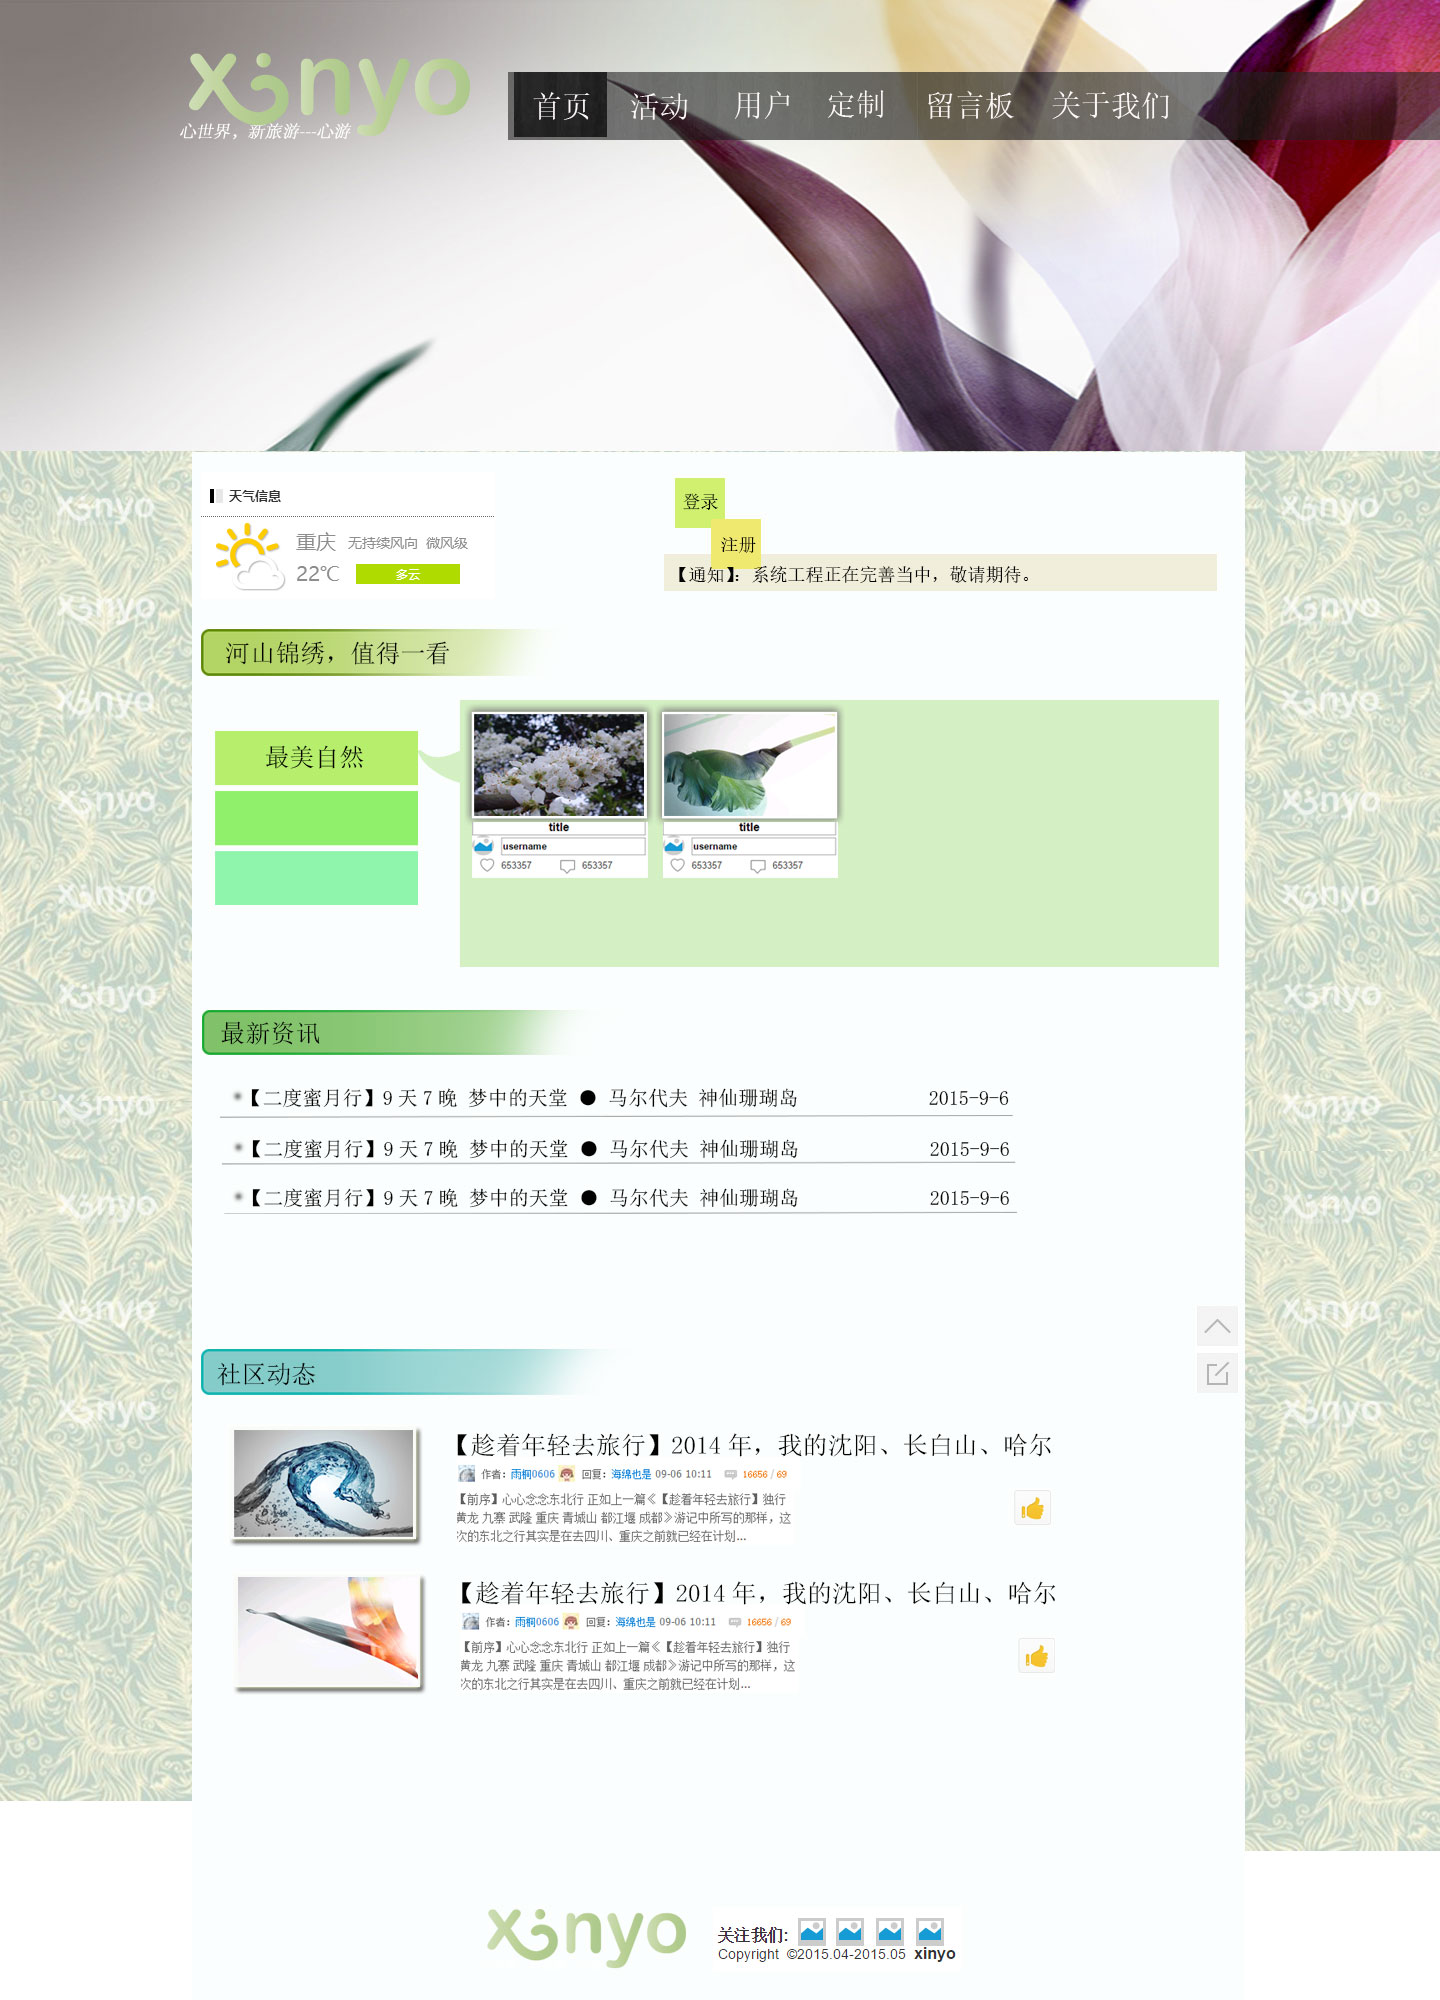 xinyo
心世界，新旅游---心游
首页 活动 用户 定制 留言板 关于我们
天气信息
重庆 无持续风向 微风级
22℃ 多云
登录
注册
【通知】：系统工程正在完善当中，敬请期待。
河山锦绣，值得一看
最美自然
title title
username username
653357 653357 653357 653357
最新资讯
【二度蜜月行】9 天 7 晚 梦中的天堂 ● 马尔代夫 神仙珊瑚岛 2015-9-6
【二度蜜月行】9 天 7 晚 梦中的天堂 ● 马尔代夫 神仙珊瑚岛 2015-9-6
【二度蜜月行】9 天 7 晚 梦中的天堂 ● 马尔代夫 神仙珊瑚岛 2015-9-6
社区动态
【趁着年轻去旅行】2014 年，我的沈阳、长白山、哈尔
作者：雨桐0606 回复：海绵也是 09-06 10:11 16656 / 69
【前序】心心念念东北行 正如上一篇《【趁着年轻去旅行】独行
黄龙 九寨 武隆 重庆 青城山 都江堰 成都》游记中所写的那样，这
次的东北之行其实是在去四川、重庆之前就已经在计划...
【趁着年轻去旅行】2014 年，我的沈阳、长白山、哈尔
作者：雨桐0606 回复：海绵也是 09-06 10:11 16656 / 69
【前序】心心念念东北行 正如上一篇《【趁着年轻去旅行】独行
黄龙 九寨 武隆 重庆 青城山 都江堰 成都》游记中所写的那样，这
次的东北之行其实是在去四川、重庆之前就已经在计划...
xinyo
关注我们:
Copyright ©2015.04-2015.05 xinyo